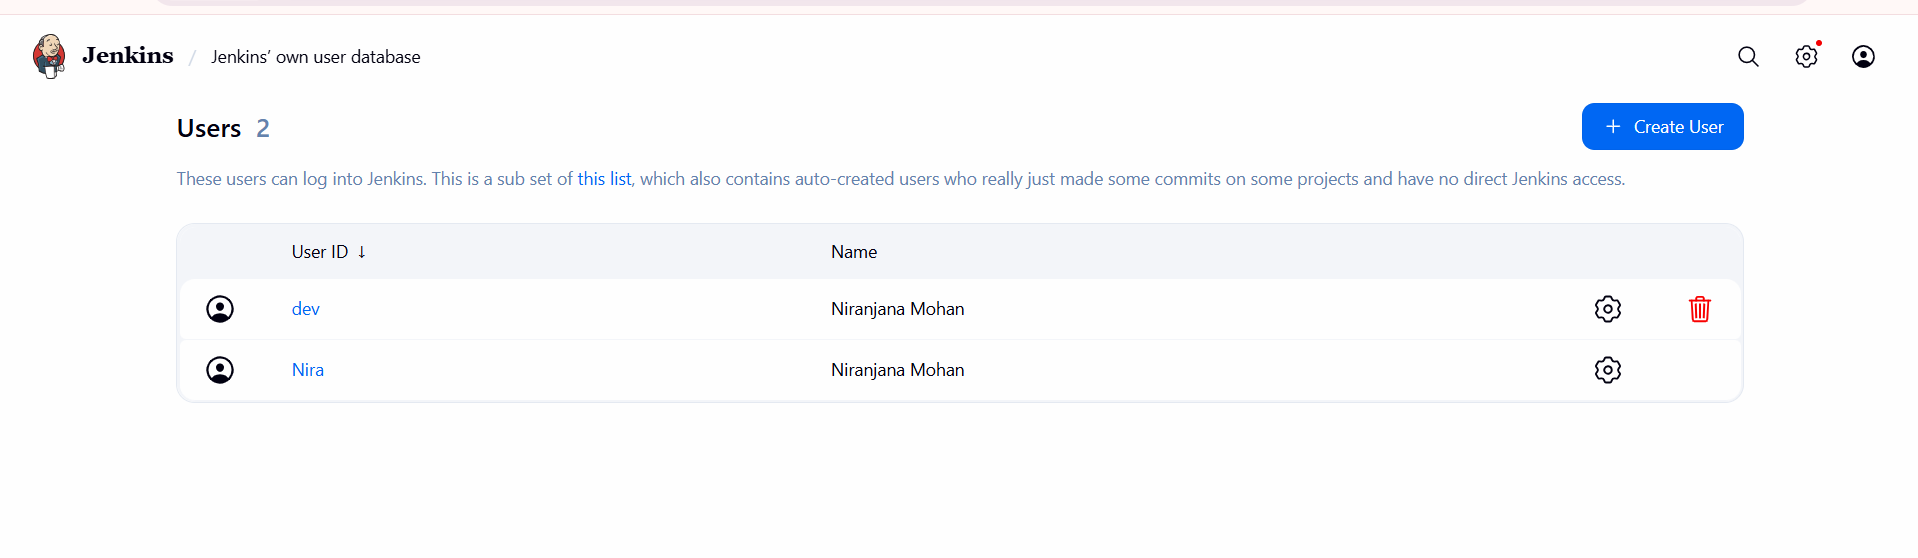 Jenkins / Jenkins’ own user database
Users 2
+ Create User
These users can log into Jenkins. This is a sub set of this list, which also contains auto-created users who really just made some commits on some projects and have no direct Jenkins access.
User ID ↓ Name
dev Niranjana Mohan
Nira Niranjana Mohan